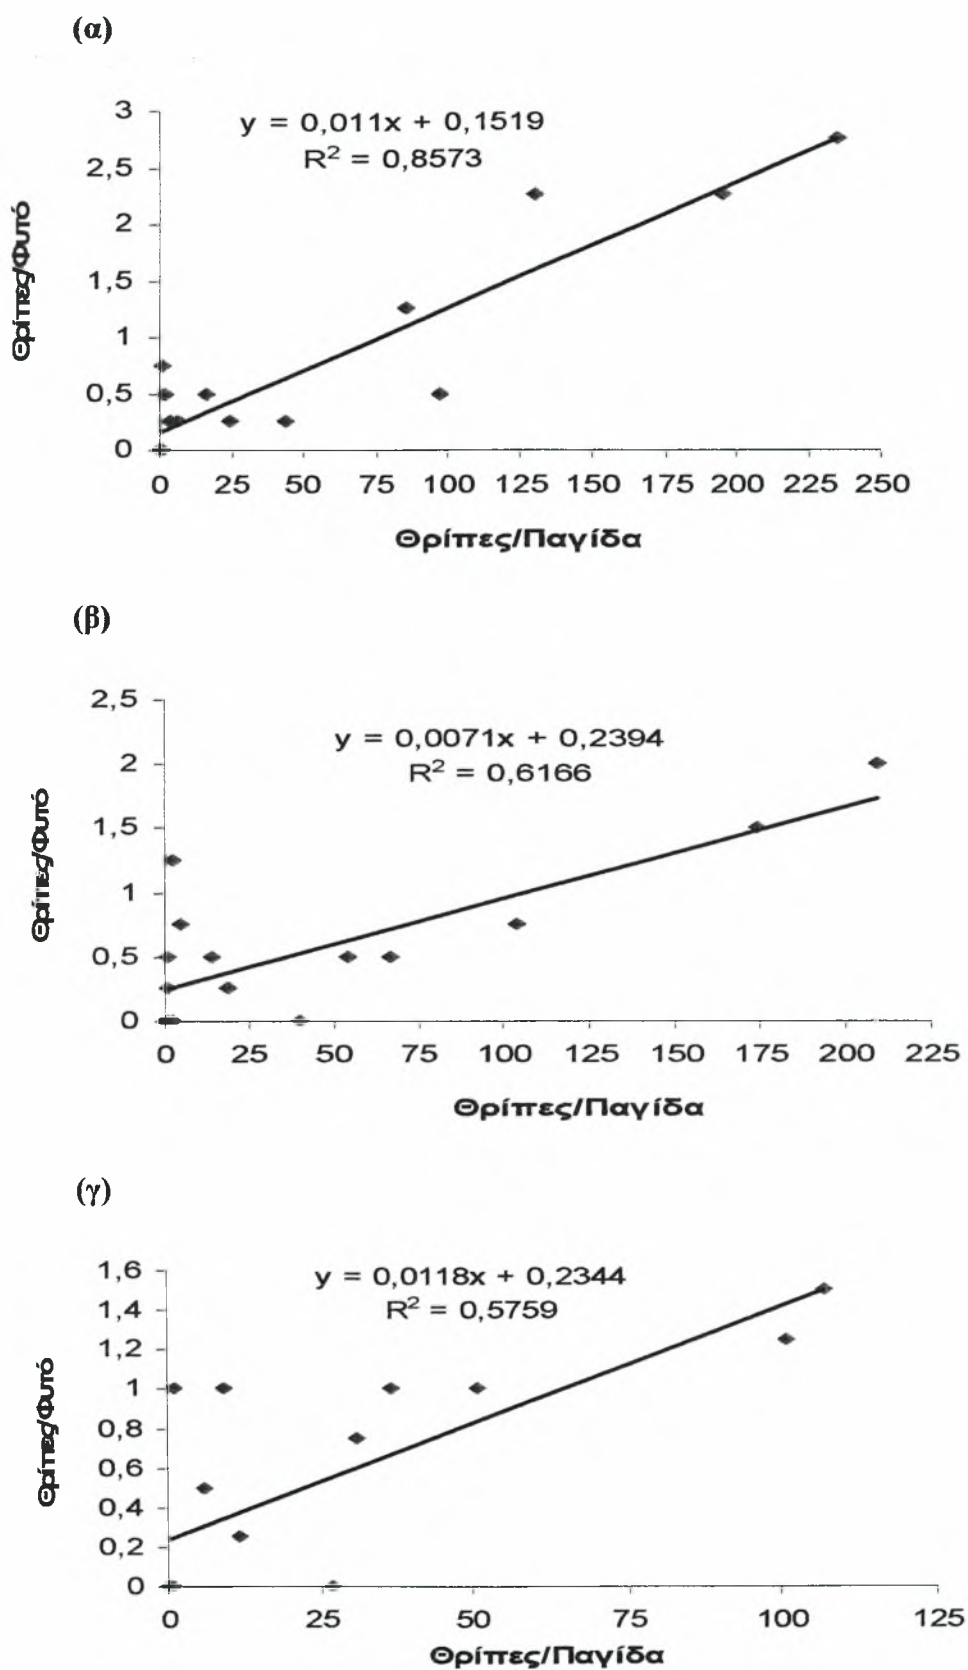 (α)
3
2,5
2
1,5
1
0,5
0
Θρίπες/Φυτό
y = 0,011x + 0,1519
R² = 0,8573
0 25 50 75 100 125 150 175 200 225 250
Θρίπες/Παγίδα
(β)
2,5
2
1,5
1
0,5
0
Θρίπες/Φυτό
y = 0,0071x + 0,2394
R² = 0,6166
0 25 50 75 100 125 150 175 200 225
Θρίπες/Παγίδα
(γ)
1,6
1,4
1,2
1
0,8
0,6
0,4
0,2
0
Θρίπες/Φυτό
y = 0,0118x + 0,2344
R² = 0,5759
0 25 50 75 100 125
Θρίπες/Παγίδα